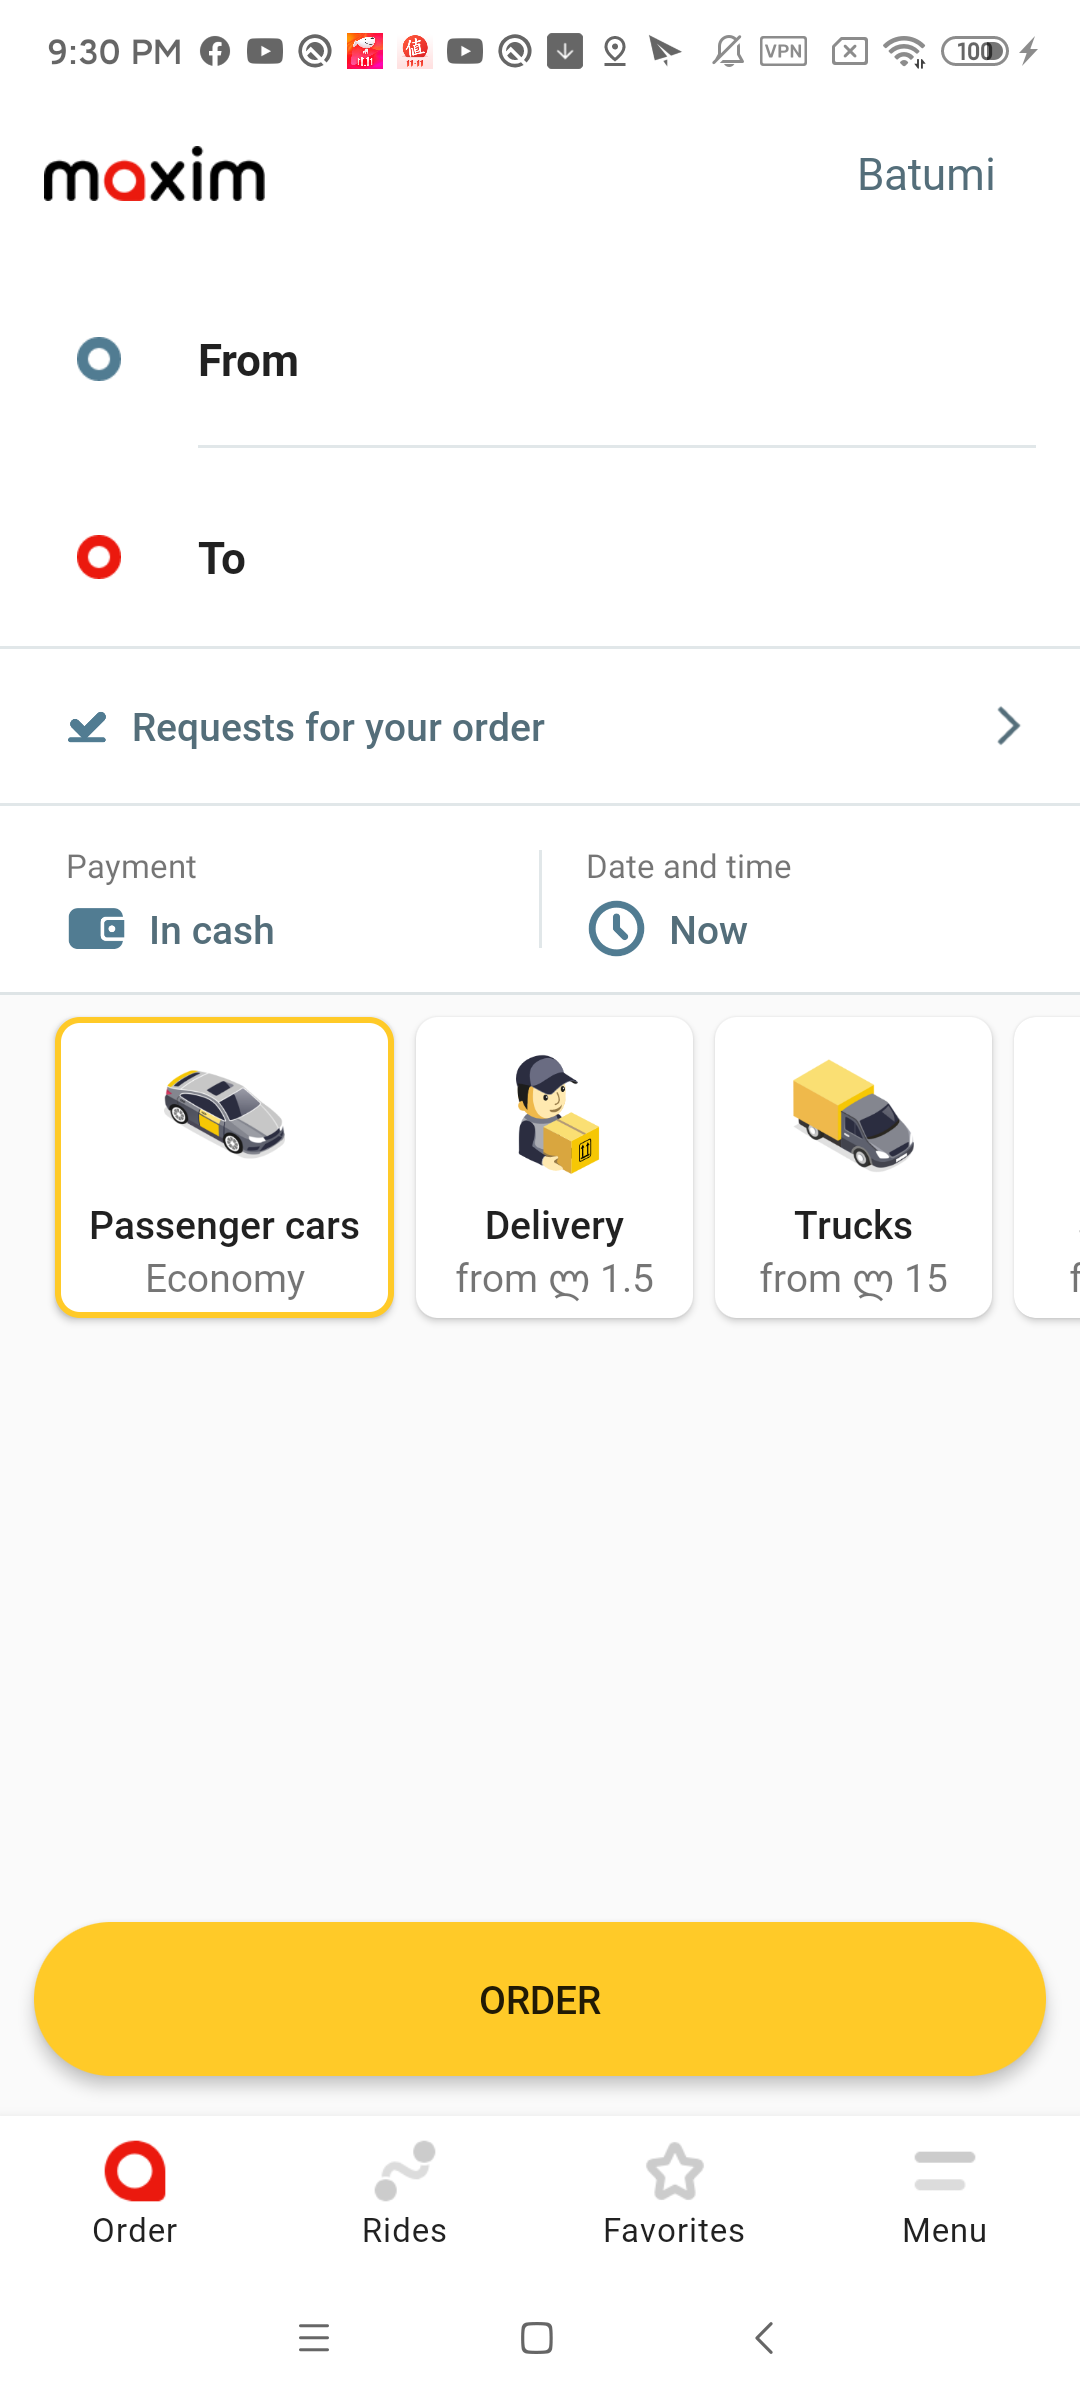 9:30 PM
VPN
100
maxim
Batumi
From
To
Requests for your order
Payment
In cash
Date and time
Now
Passenger cars
Economy
Delivery
from ლ 1.5
Trucks
from ლ 15
ORDER
Order
Rides
Favorites
Menu